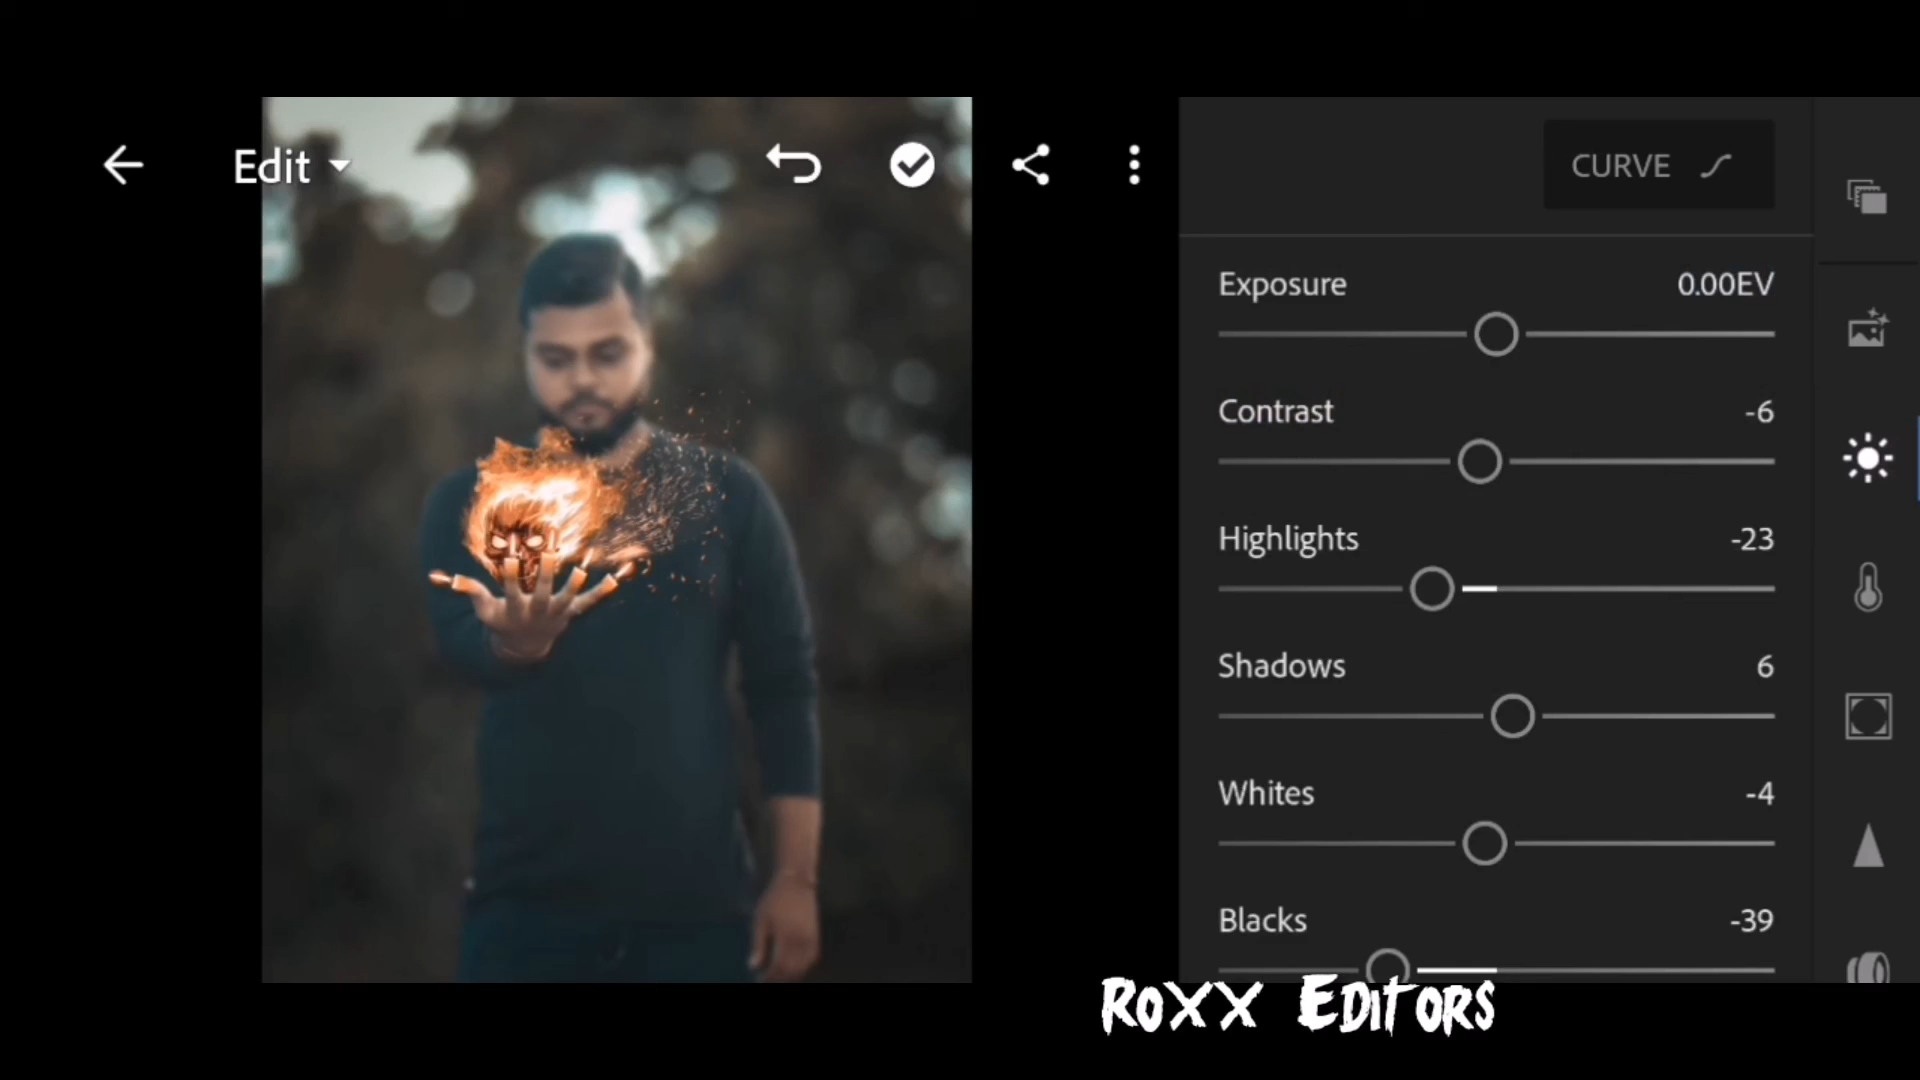 Edit
CURVE
Exposure 0.00EV
Contrast -6
Highlights -23
Shadows 6
Whites -4
Blacks -39
Roxx Editors